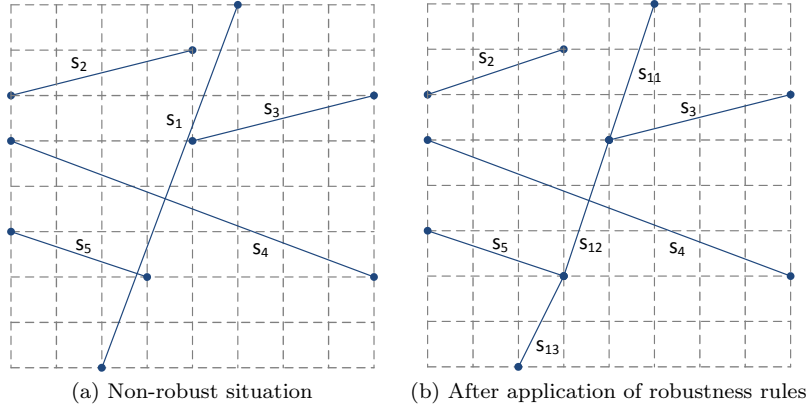 s2
s1
s3
s5
s4
(a) Non-robust situation
s2
s11
s3
s5
s12
s4
s13
(b) After application of robustness rules